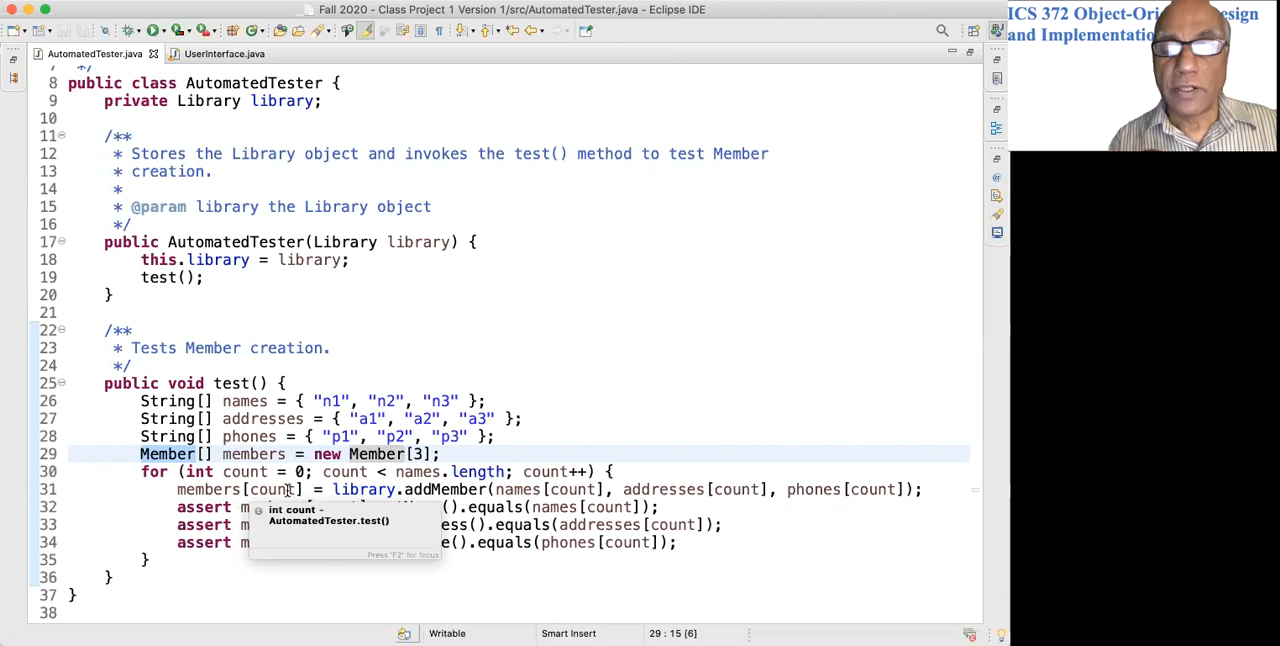 Fall 2020 - Class Project 1 Version 1/src/AutomatedTester.java - Eclipse IDE
ICS 372 Object-Ori Design
and Implementatio
AutomatedTester.java
UserInterface.java
7 */
8 public class AutomatedTester {
9 private Library library;
10
11 /**
12 * Stores the Library object and invokes the test() method to test Member
13 * creation.
14 *
15 * @param library the Library object
16 */
17 public AutomatedTester(Library library) {
18 this.library = library;
19 test();
20 }
21
22 /**
23 * Tests Member creation.
24 */
25 public void test() {
26 String[] names = { "n1", "n2", "n3" };
27 String[] addresses = { "a1", "a2", "a3" };
28 String[] phones = { "p1", "p2", "p3" };
29 Member[] members = new Member[3];
30 for (int count = 0; count < names.length; count++) {
31 members[count] = library.addMember(names[count], addresses[count], phones[count]);
32 assert m ().equals(names[count]);
33 assert m ess().equals(addresses[count]);
34 assert m e().equals(phones[count]);
35 }
36 }
37 }
38
int count -
AutomatedTester.test()
Press 'F2' for focus
Writable
Smart Insert
29 : 15 [6]